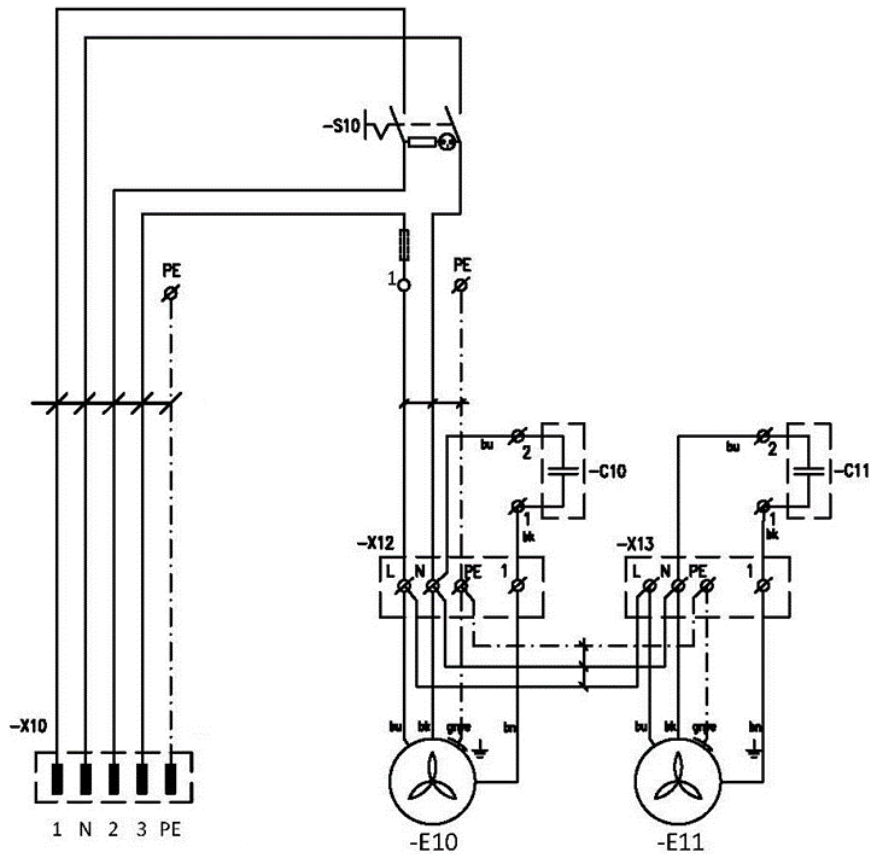 -S10
PE
PE
1
bu
2
-C10
bu
2
-C11
1
bk
1
bk
-X12
L N PE 1
-X13
L N PE 1
-X10
bu bk gnye bn
bu bk gnye bn
1 N 2 3 PE
-E10
-E11